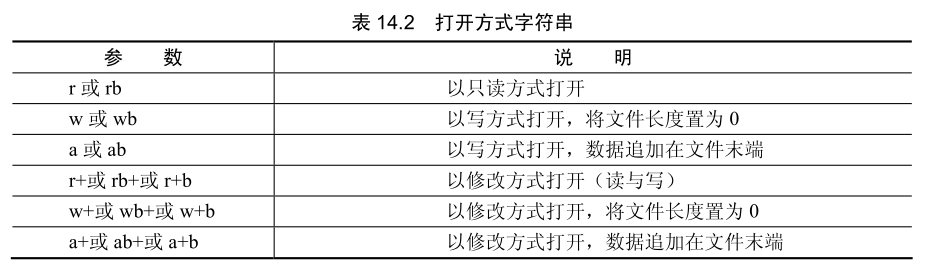 表 14.2 打开方式字符串
参 数 说 明
r 或 rb 以只读方式打开
w 或 wb 以写方式打开，将文件长度置为 0
a 或 ab 以写方式打开，数据追加在文件末端
r+或 rb+或 r+b 以修改方式打开（读与写）
w+或 wb+或 w+b 以修改方式打开，将文件长度置为 0
a+或 ab+或 a+b 以修改方式打开，数据追加在文件末端